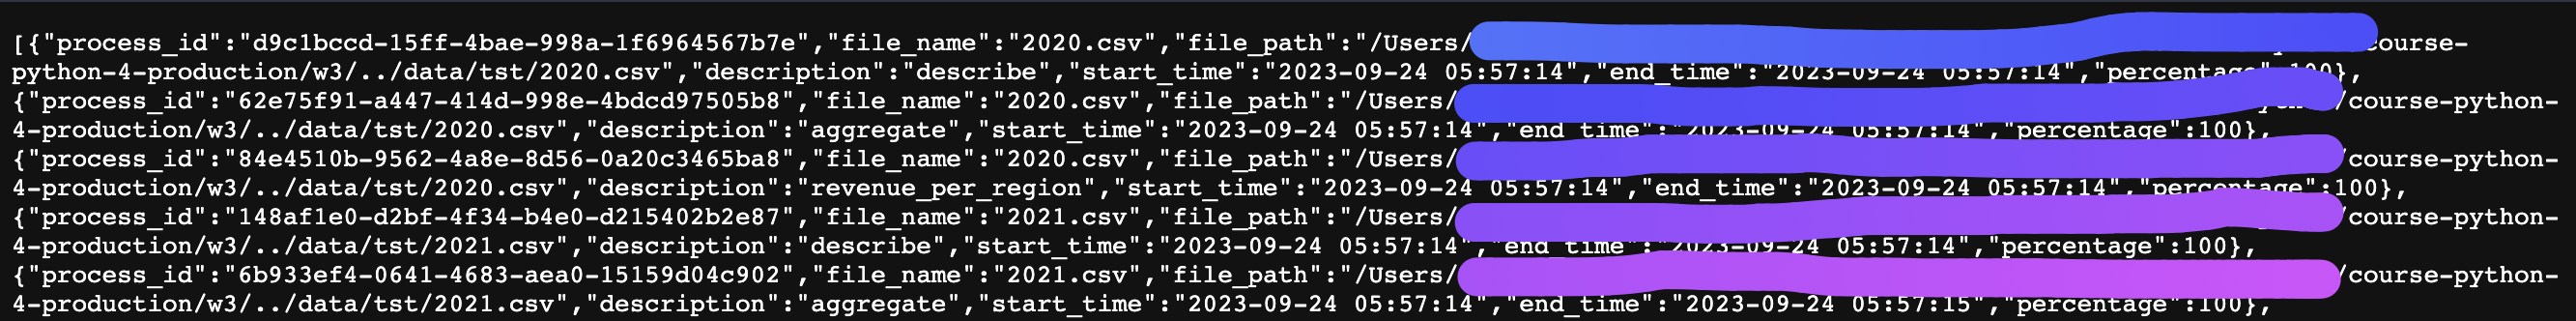 [{"process_id":"d9c1bccd-15ff-4bae-998a-1f6964567b7e","file_name":"2020.csv","file_path":"/Users/ course-
python-4-production/w3/../data/tst/2020.csv","description":"describe","start_time":"2023-09-24 05:57:14","end_time":"2023-09-24 05:57:14","percentage":100},
{"process_id":"62e75f91-a447-414d-998e-4bdcd97505b8","file_name":"2020.csv","file_path":"/Users/ /course-python-
4-production/w3/../data/tst/2020.csv","description":"aggregate","start_time":"2023-09-24 05:57:14","end_time":"2023-09-24 05:57:14","percentage":100},
{"process_id":"84e4510b-9562-4a8e-8d56-0a20c3465ba8","file_name":"2020.csv","file_path":"/Users/ /course-python-
4-production/w3/../data/tst/2020.csv","description":"revenue_per_region","start_time":"2023-09-24 05:57:14","end_time":"2023-09-24 05:57:14","percentage":100},
{"process_id":"148af1e0-d2bf-4f34-b4e0-d215402b2e87","file_name":"2021.csv","file_path":"/Users/ /course-python-
4-production/w3/../data/tst/2021.csv","description":"describe","start_time":"2023-09-24 05:57:14","end_time":"2023-09-24 05:57:14","percentage":100},
{"process_id":"6b933ef4-0641-4683-aea0-15159d04c902","file_name":"2021.csv","file_path":"/Users/ /course-python-
4-production/w3/../data/tst/2021.csv","description":"aggregate","start_time":"2023-09-24 05:57:14","end_time":"2023-09-24 05:57:15","percentage":100},